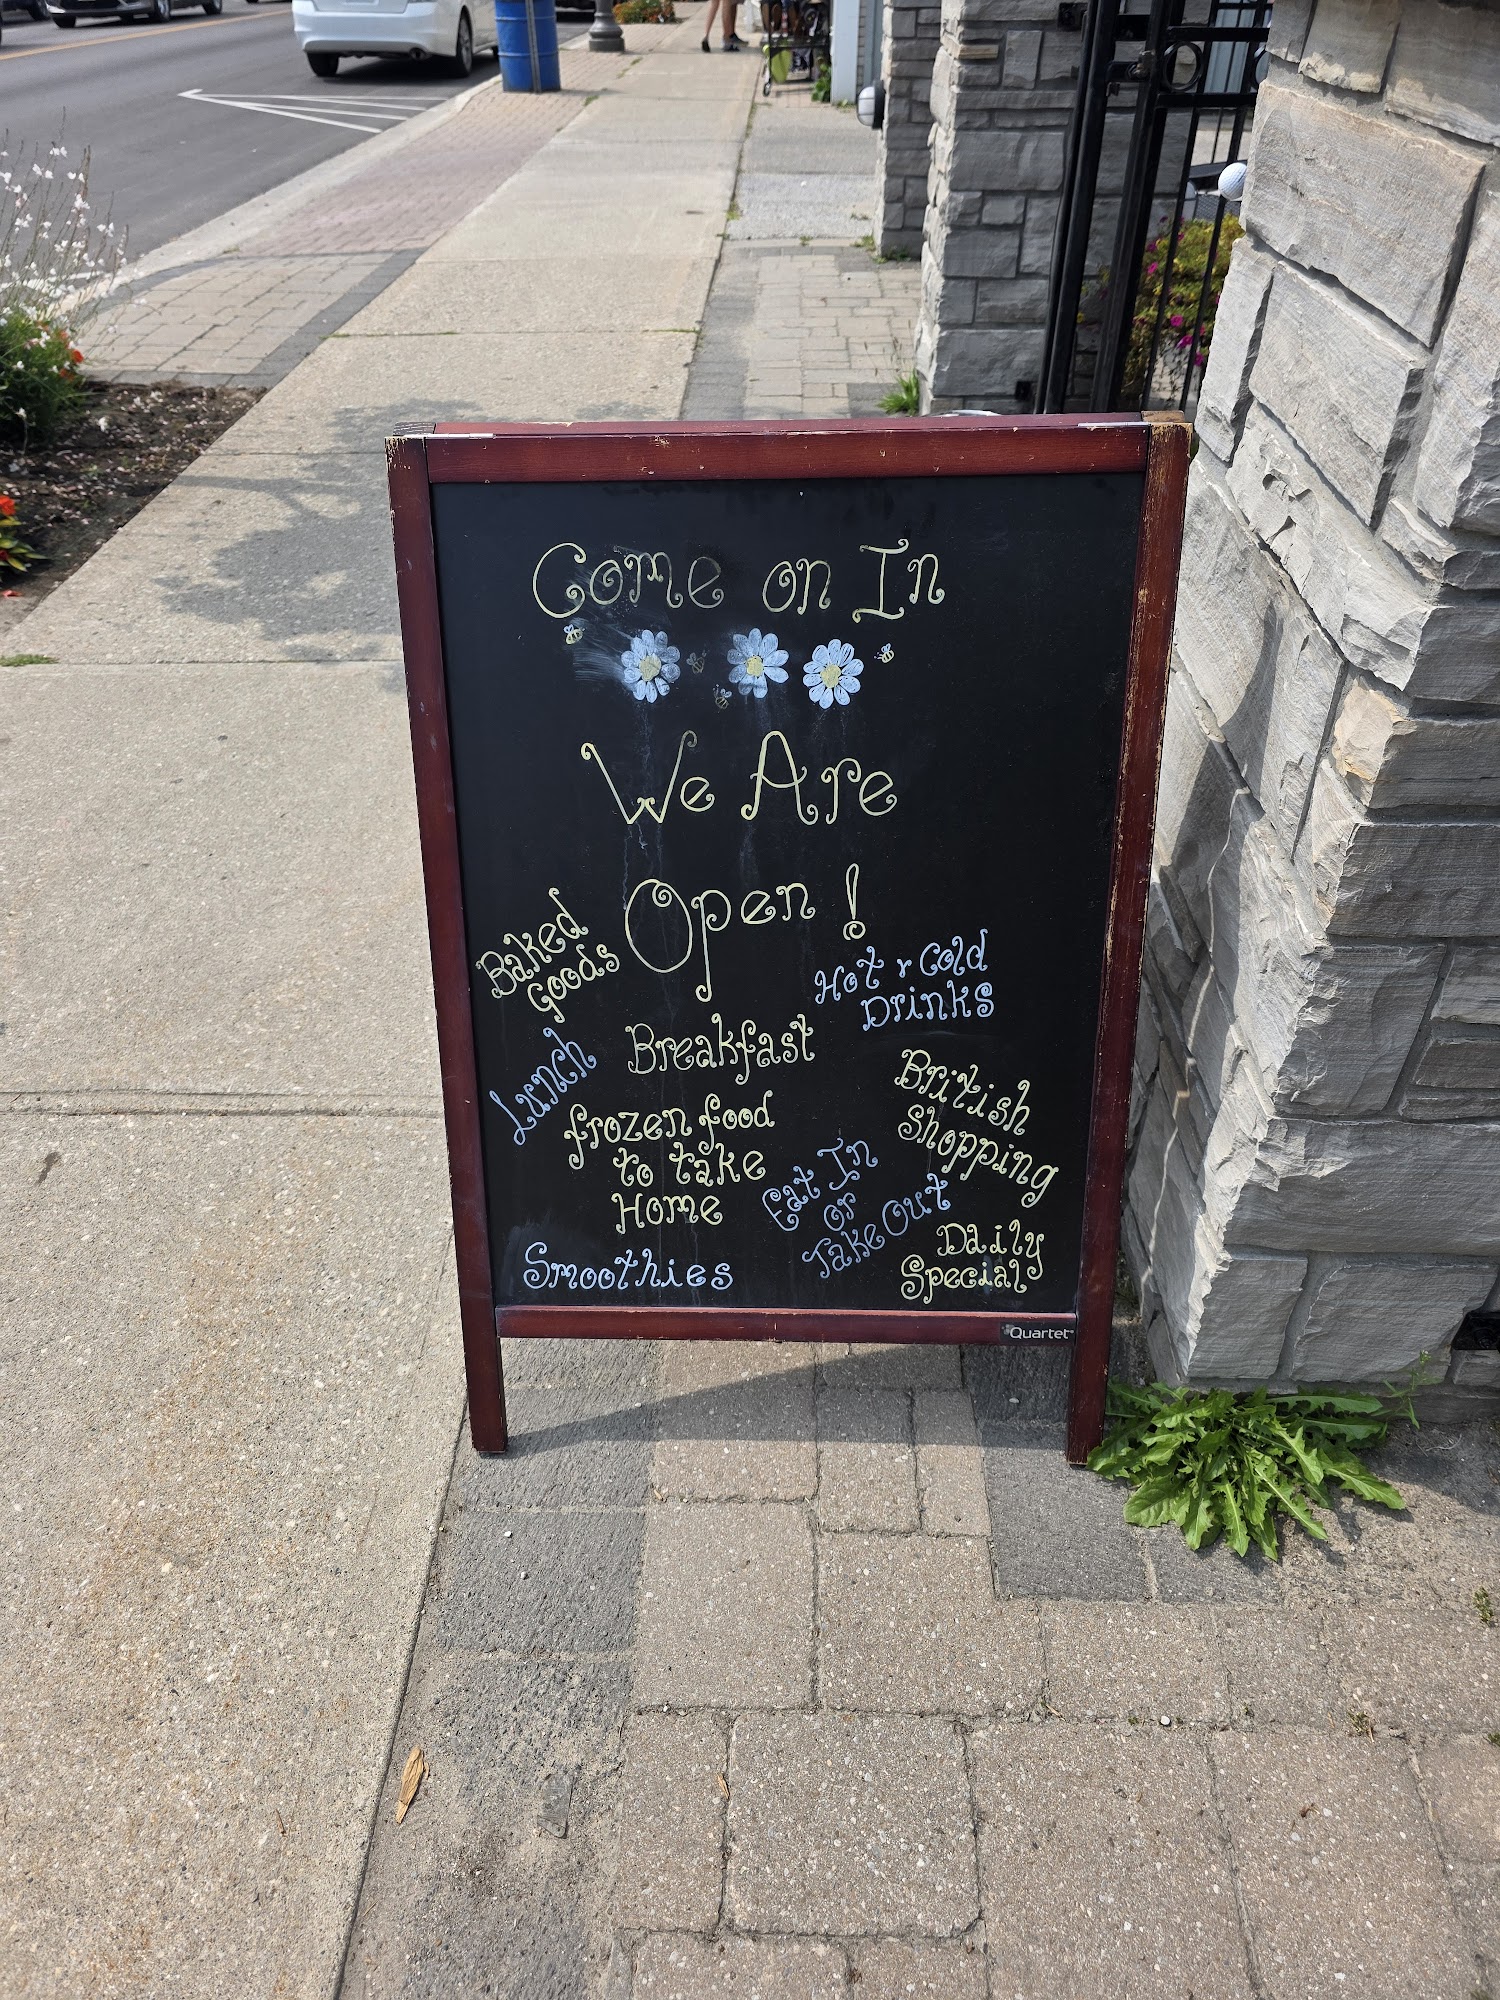 Come on In
We Are
Open!
Baked
Goods
Hot & Cold
Drinks
Lunch
Breakfast
frozen food
to take
Home
British
Shopping
Eat In
or
Take Out
Smoothies
Daily
Special
Quartet